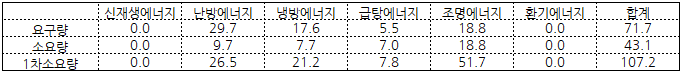 신재생에너지 난방에너지 냉방에너지 급탕에너지 조명에너지 환기에너지 합계
요구량 0.0 29.7 17.6 5.5 18.8 0.0 71.7
소요량 0.0 9.7 7.7 7.0 18.8 0.0 43.1
1차소요량 0.0 26.5 21.2 7.8 51.7 0.0 107.2